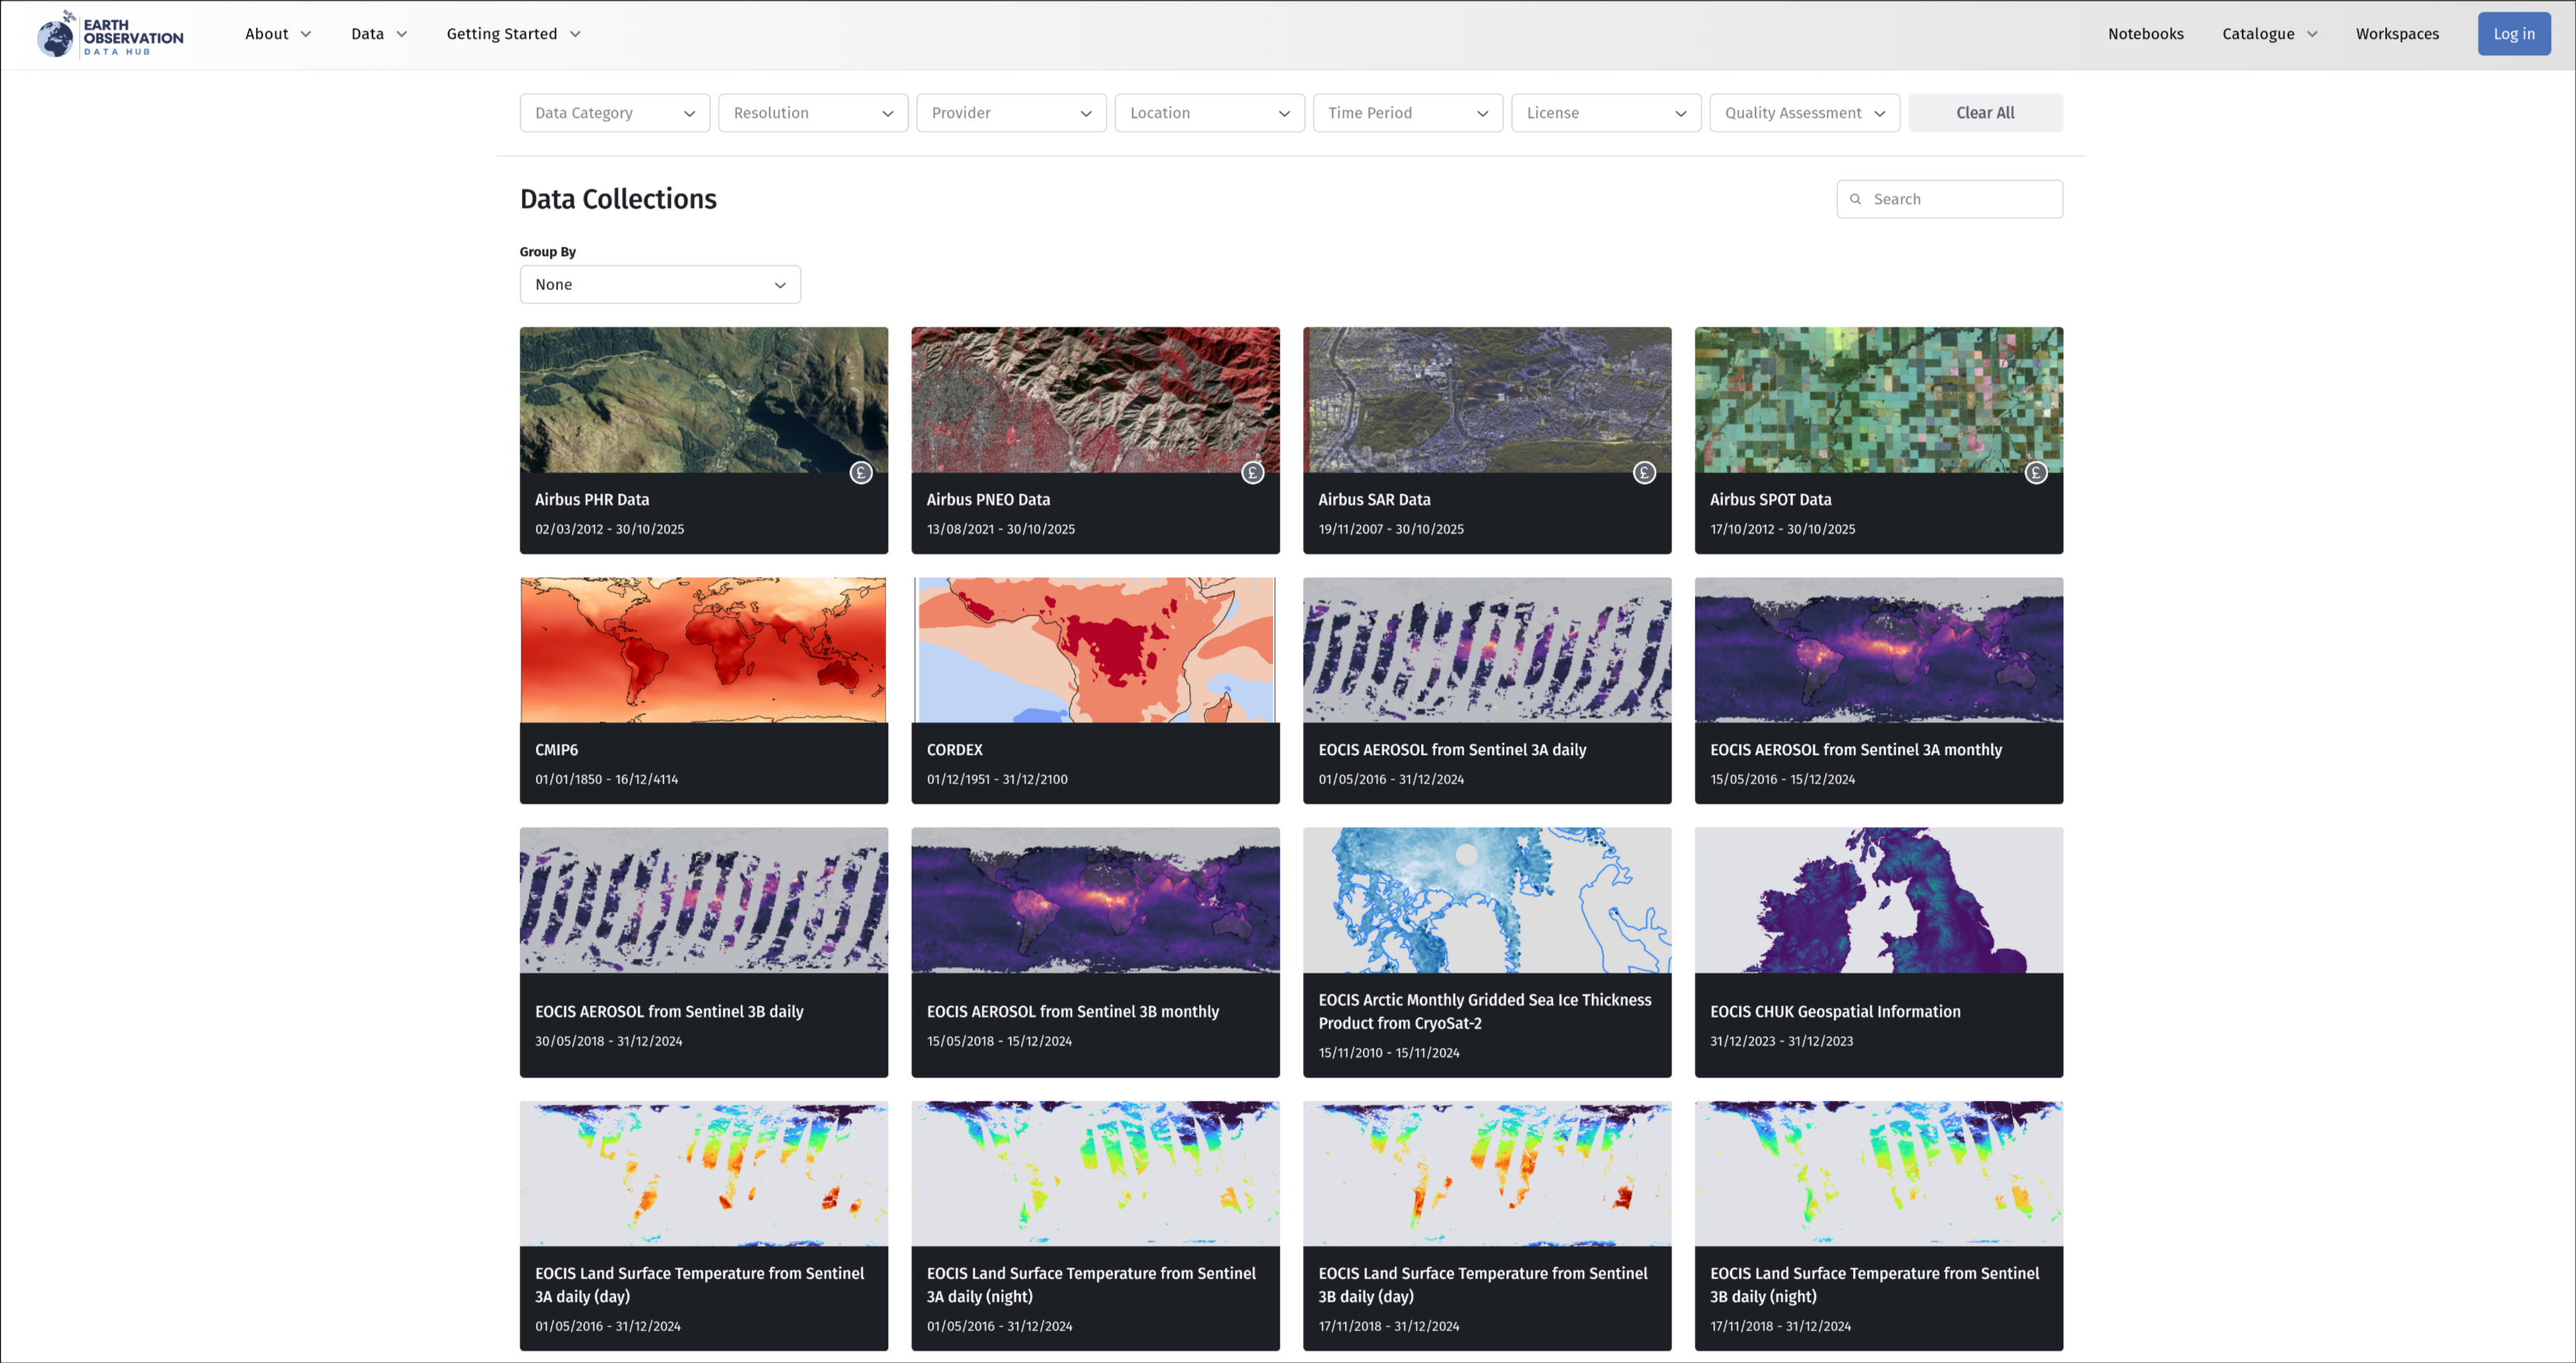 EARTH
OBSERVATION
DATA HUB
About
Data
Getting Started
Notebooks
Catalogue
Workspaces
Log in
Data Category
Resolution
Provider
Location
Time Period
License
Quality Assessment
Clear All
Data Collections
Search
Group By
None
£
£
£
£
Airbus PHR Data
02/03/2012 - 30/10/2025
Airbus PNEO Data
13/08/2021 - 30/10/2025
Airbus SAR Data
19/11/2007 - 30/10/2025
Airbus SPOT Data
17/10/2012 - 30/10/2025
CMIP6
01/01/1850 - 16/12/4114
CORDEX
01/12/1951 - 31/12/2100
EOCIS AEROSOL from Sentinel 3A daily
01/05/2016 - 31/12/2024
EOCIS AEROSOL from Sentinel 3A monthly
15/05/2016 - 15/12/2024
EOCIS AEROSOL from Sentinel 3B daily
30/05/2018 - 31/12/2024
EOCIS AEROSOL from Sentinel 3B monthly
15/05/2018 - 15/12/2024
EOCIS Arctic Monthly Gridded Sea Ice Thickness
Product from CryoSat-2
15/11/2010 - 15/11/2024
EOCIS CHUK Geospatial Information
31/12/2023 - 31/12/2023
EOCIS Land Surface Temperature from Sentinel
3A daily (day)
01/05/2016 - 31/12/2024
EOCIS Land Surface Temperature from Sentinel
3A daily (night)
01/05/2016 - 31/12/2024
EOCIS Land Surface Temperature from Sentinel
3B daily (day)
17/11/2018 - 31/12/2024
EOCIS Land Surface Temperature from Sentinel
3B daily (night)
17/11/2018 - 31/12/2024